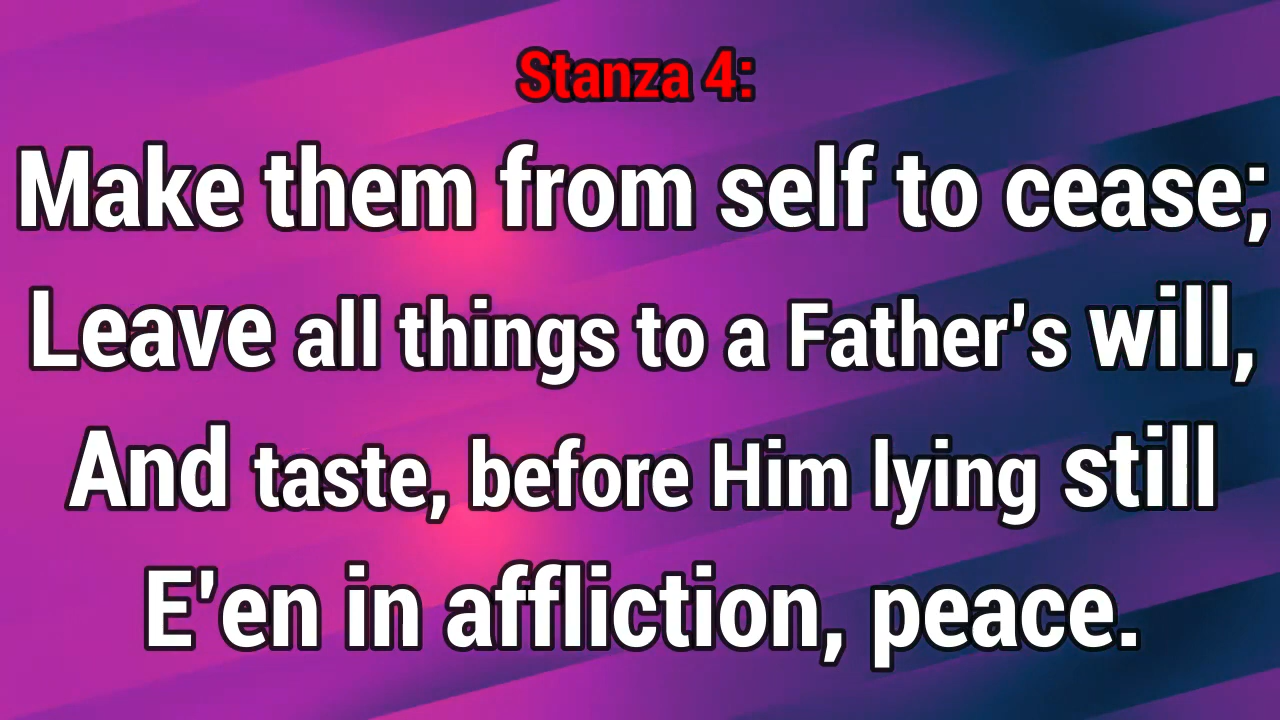 Stanza 4:
Make them from self to cease;
Leave all things to a Father's will,
And taste, before Him lying still
E'en in affliction, peace.